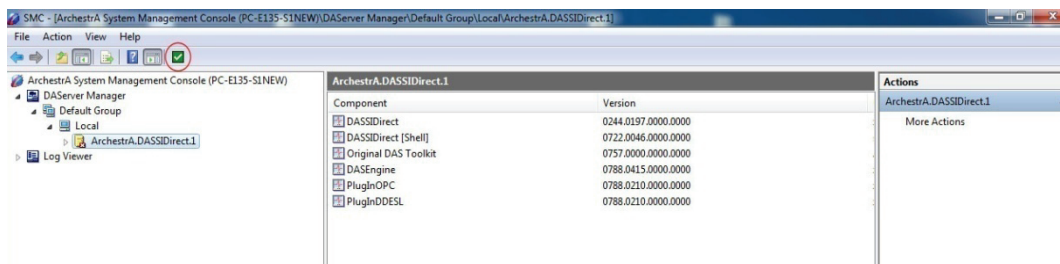 SMC - [ArchestrA System Management Console (PC-E135-S1NEW)\DAServer Manager\Default Group\Local\ArchestrA.DASSIDirect.1]
File Action View Help
ArchestrA System Management Console (PC-E135-S1NEW)
DAServer Manager
Default Group
Local
ArchestrA.DASSIDirect.1
Log Viewer
ArchestrA.DASSIDirect.1
Component Version
DASSIDirect 0244.0197.0000.0000
DASSIDirect [Shell] 0722.0046.0000.0000
Original DAS Toolkit 0757.0000.0000.0000
DASEngine 0788.0415.0000.0000
PlugInOPC 0788.0210.0000.0000
PlugInDDESL 0788.0210.0000.0000
Actions
ArchestrA.DASSIDirect.1
More Actions